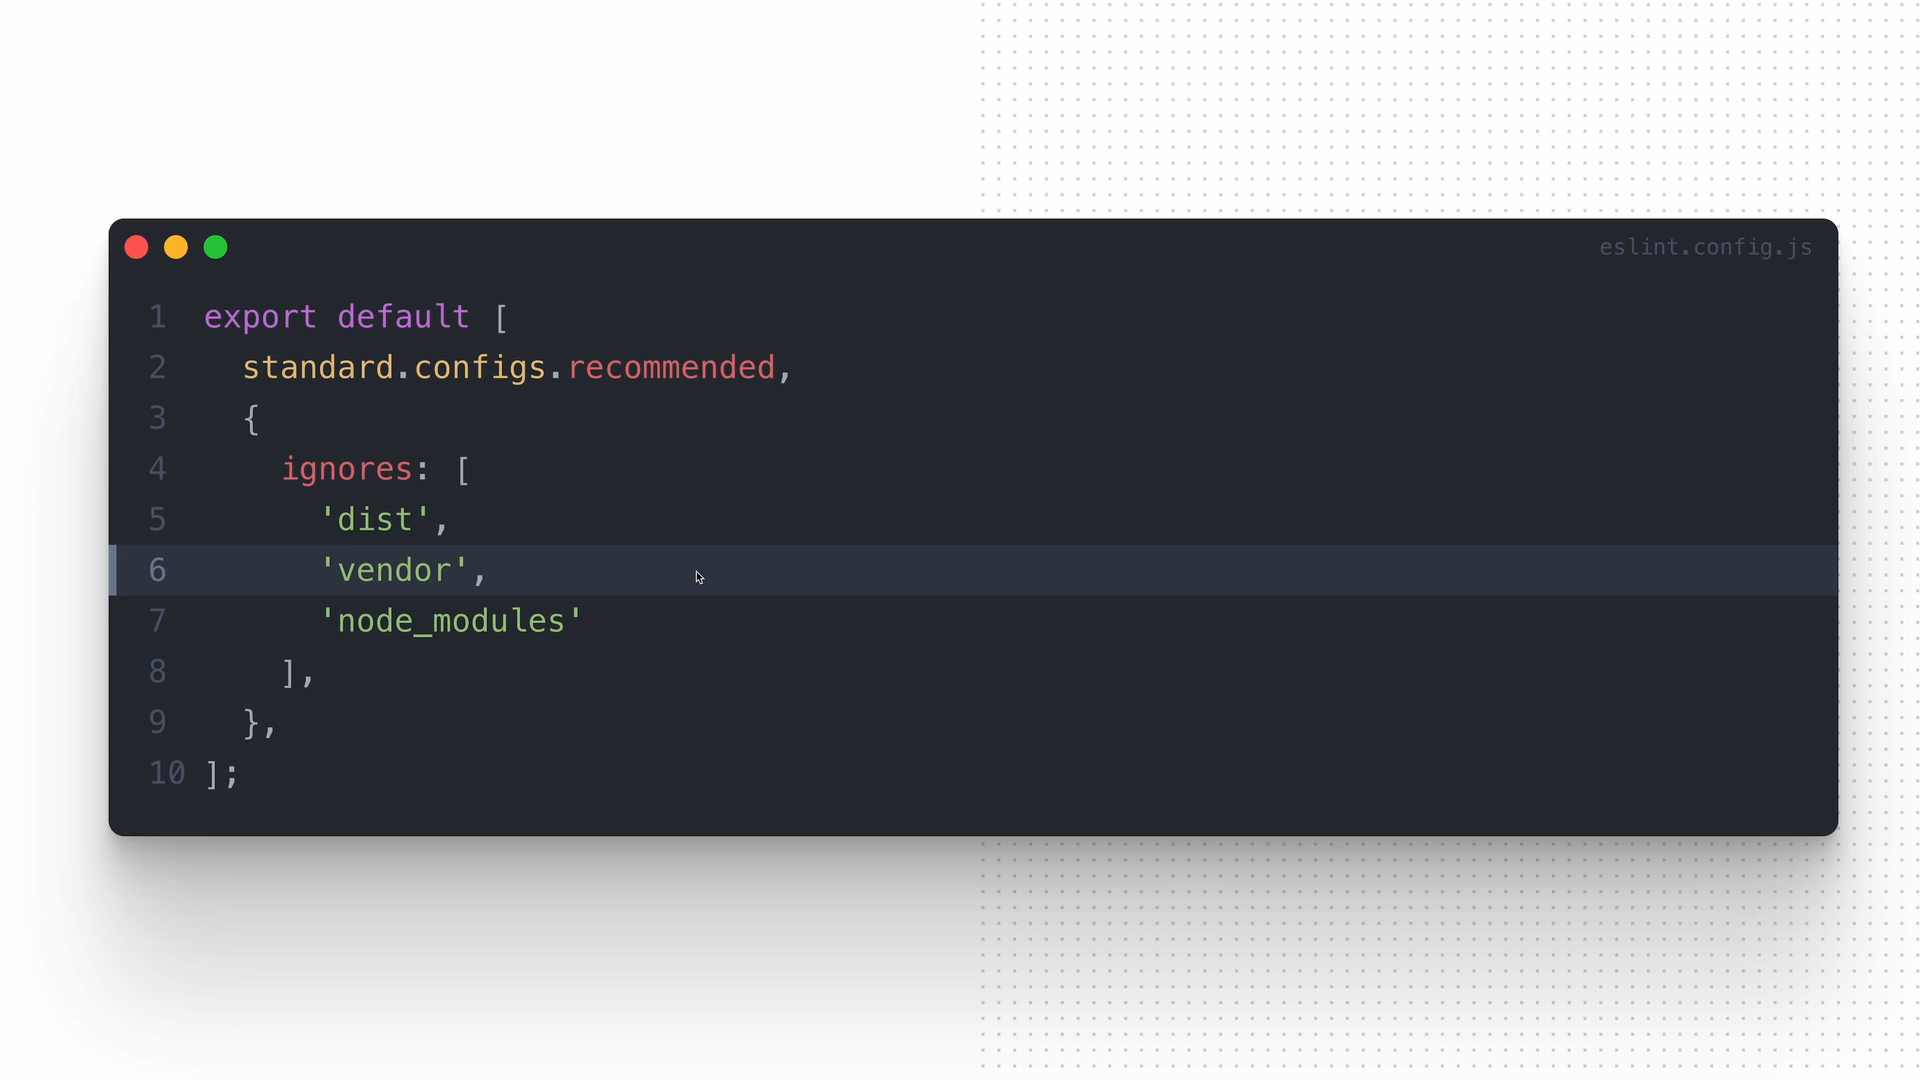 eslint.config.js
1 export default [
2   standard.configs.recommended,
3   {
4     ignores: [
5       'dist',
6       'vendor',
7       'node_modules'
8     ],
9   },
10 ];